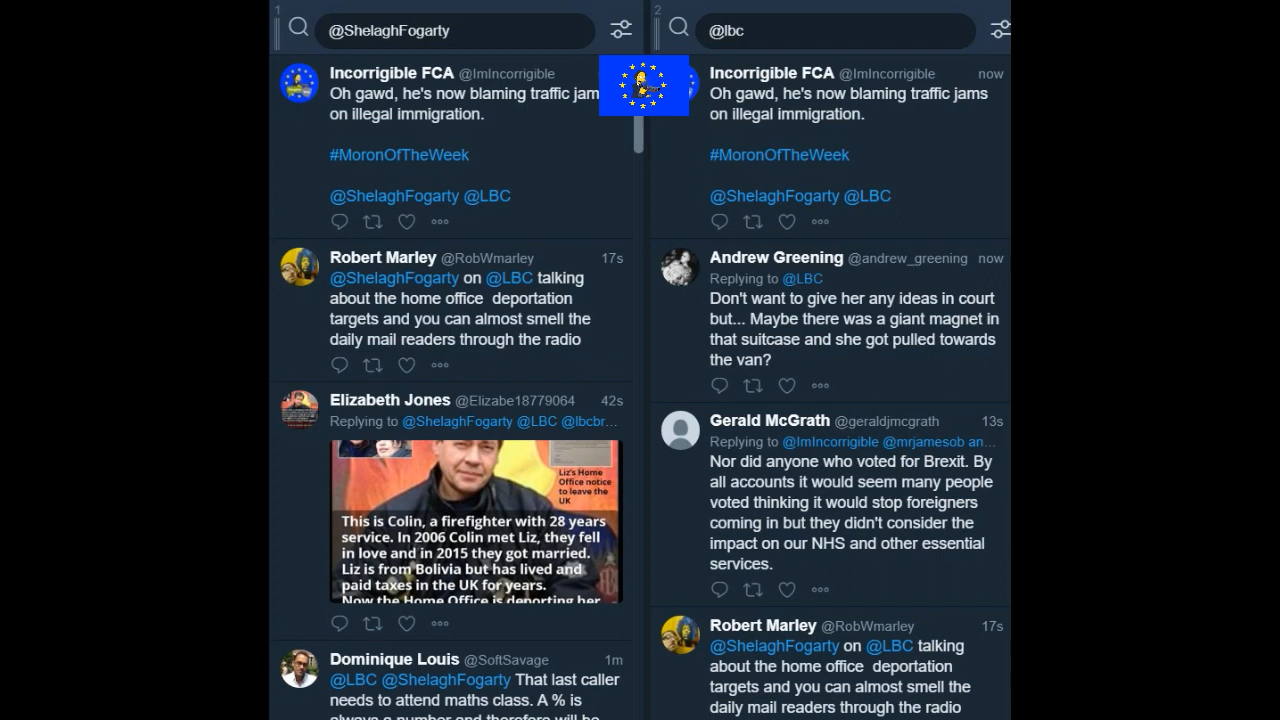 1
@ShelaghFogarty
Incorrigible FCA @ImIncorrigible
Oh gawd, he's now blaming traffic jam
on illegal immigration.
#MoronOfTheWeek
@ShelaghFogarty @LBC
Robert Marley @RobWmarley 17s
@ShelaghFogarty on @LBC talking
about the home office deportation
targets and you can almost smell the
daily mail readers through the radio
Elizabeth Jones @Elizabe18779064 42s
Replying to @ShelaghFogarty @LBC @lbcbr...
Liz's Home
Office notice
to leave the
UK
This is Colin, a firefighter with 28 years
service. In 2006 Colin met Liz, they fell
in love and in 2015 they got married.
Liz is from Bolivia but has lived and
paid taxes in the UK for years.
Now the Home Office is deporting her
Dominique Louis @SoftSavage 1m
@LBC @ShelaghFogarty That last caller
needs to attend maths class. A % is
always a number and therefore will be
2
@lbc
Incorrigible FCA @ImIncorrigible now
Oh gawd, he's now blaming traffic jams
on illegal immigration.
#MoronOfTheWeek
@ShelaghFogarty @LBC
Andrew Greening @andrew_greening now
Replying to @LBC
Don't want to give her any ideas in court
but... Maybe there was a giant magnet in
that suitcase and she got pulled towards
the van?
Gerald McGrath @geraldjmcgrath 13s
Replying to @ImIncorrigible @mrjamesob an...
Nor did anyone who voted for Brexit. By
all accounts it would seem many people
voted thinking it would stop foreigners
coming in but they didn't consider the
impact on our NHS and other essential
services.
Robert Marley @RobWmarley 17s
@ShelaghFogarty on @LBC talking
about the home office deportation
targets and you can almost smell the
daily mail readers through the radio